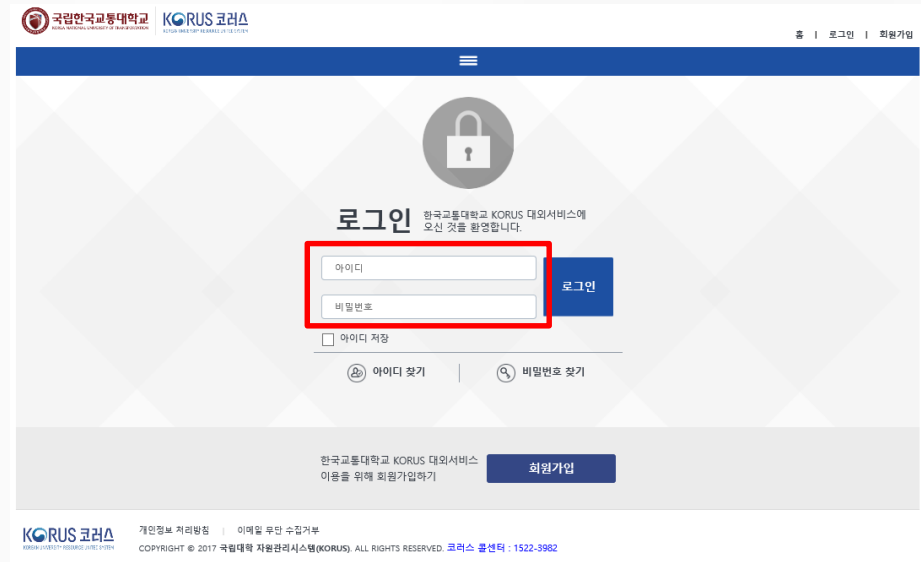 국립한국교통대학교
KORUS 코러스
홈 | 로그인 | 회원가입
로그인
한국교통대학교 KORUS 대외서비스에
오신 것을 환영합니다.
아이디
비밀번호
로그인
아이디 저장
아이디 찾기 | 비밀번호 찾기
한국교통대학교 KORUS 대외서비스
이용을 위해 회원가입하기
회원가입
KORUS 코러스
개인정보 처리방침 | 이메일 무단 수집거부
COPYRIGHT © 2017 국립대학 자원관리시스템(KORUS). ALL RIGHTS RESERVED. 코러스 콜센터 : 1522-3982